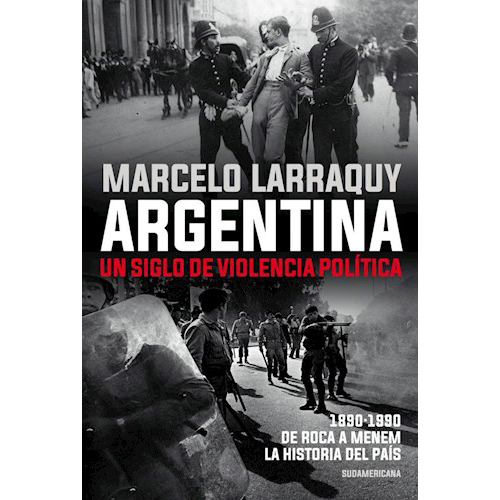 MARCELO LARRAQUY
ARGENTINA
UN SIGLO DE VIOLENCIA POLÍTICA
1890-1990
DE ROCA A MENEM
LA HISTORIA DEL PAÍS
SUDAMERICANA